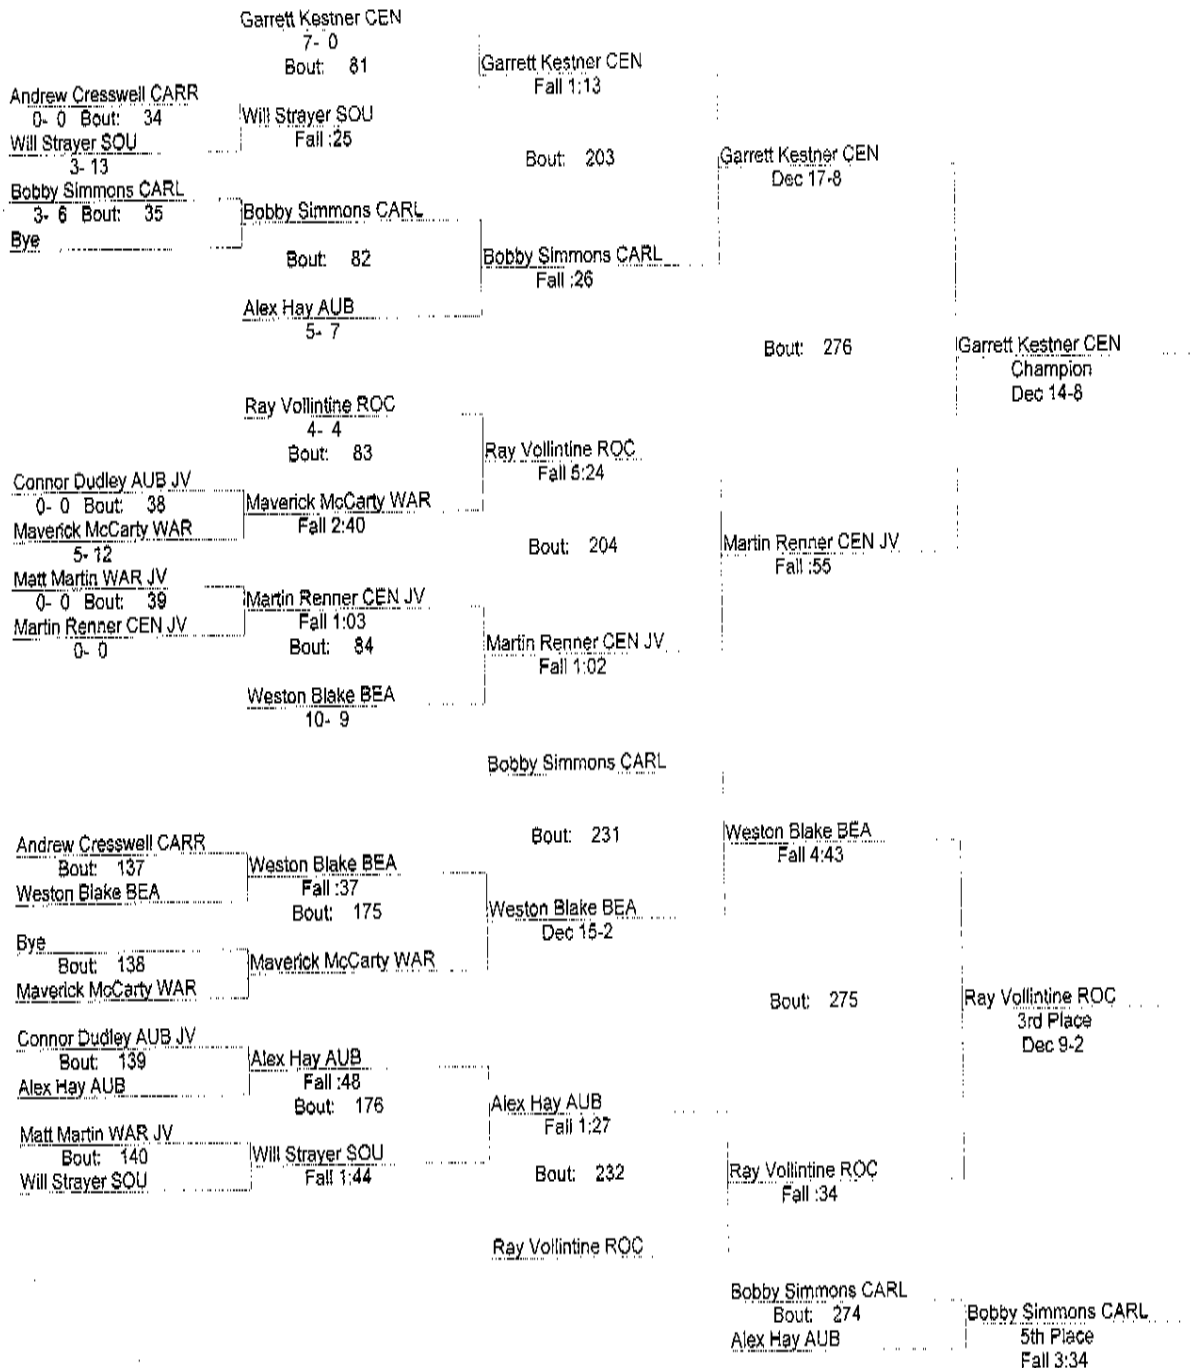 Garrett Kestner CEN
7- 0
Bout: 81
Garrett Kestner CEN
Fall 1:13
Andrew Cresswell CARR
0- 0 Bout: 34
Will Strayer SOU
Fall :25
Will Strayer SOU
3- 13
Bout: 203
Garrett Kestner CEN
Dec 17-8
Bobby Simmons CARL
3- 6 Bout: 35
Bobby Simmons CARL
Bye
Bout: 82
Bobby Simmons CARL
Fall :26
Alex Hay AUB
5- 7
Bout: 276
Garrett Kestner CEN
Champion
Dec 14-8
Ray Vollintine ROC
4- 4
Bout: 83
Ray Vollintine ROC
Fall 5:24
Connor Dudley AUB JV
0- 0 Bout: 38
Maverick McCarty WAR
Fall 2:40
Maverick McCarty WAR
5- 12
Bout: 204
Martin Renner CEN JV
Fall :55
Matt Martin WAR JV
0- 0 Bout: 39
Martin Renner CEN JV
Fall 1:03
Martin Renner CEN JV
0- 0
Bout: 84
Martin Renner CEN JV
Fall 1:02
Weston Blake BEA
10- 9
Bobby Simmons CARL
Bout: 231
Weston Blake BEA
Fall 4:43
Andrew Cresswell CARR
Bout: 137
Weston Blake BEA
Fall :37
Weston Blake BEA
Bout: 175
Weston Blake BEA
Dec 15-2
Bye
Bout: 138
Maverick McCarty WAR
Maverick McCarty WAR
Bout: 275
Ray Vollintine ROC
3rd Place
Dec 9-2
Connor Dudley AUB JV
Bout: 139
Alex Hay AUB
Fall :48
Alex Hay AUB
Bout: 176
Alex Hay AUB
Fall 1:27
Matt Martin WAR JV
Bout: 140
Will Strayer SOU
Fall 1:44
Will Strayer SOU
Bout: 232
Ray Vollintine ROC
Fall :34
Ray Vollintine ROC
Bobby Simmons CARL
Bout: 274
Alex Hay AUB
Bobby Simmons CARL
5th Place
Fall 3:34